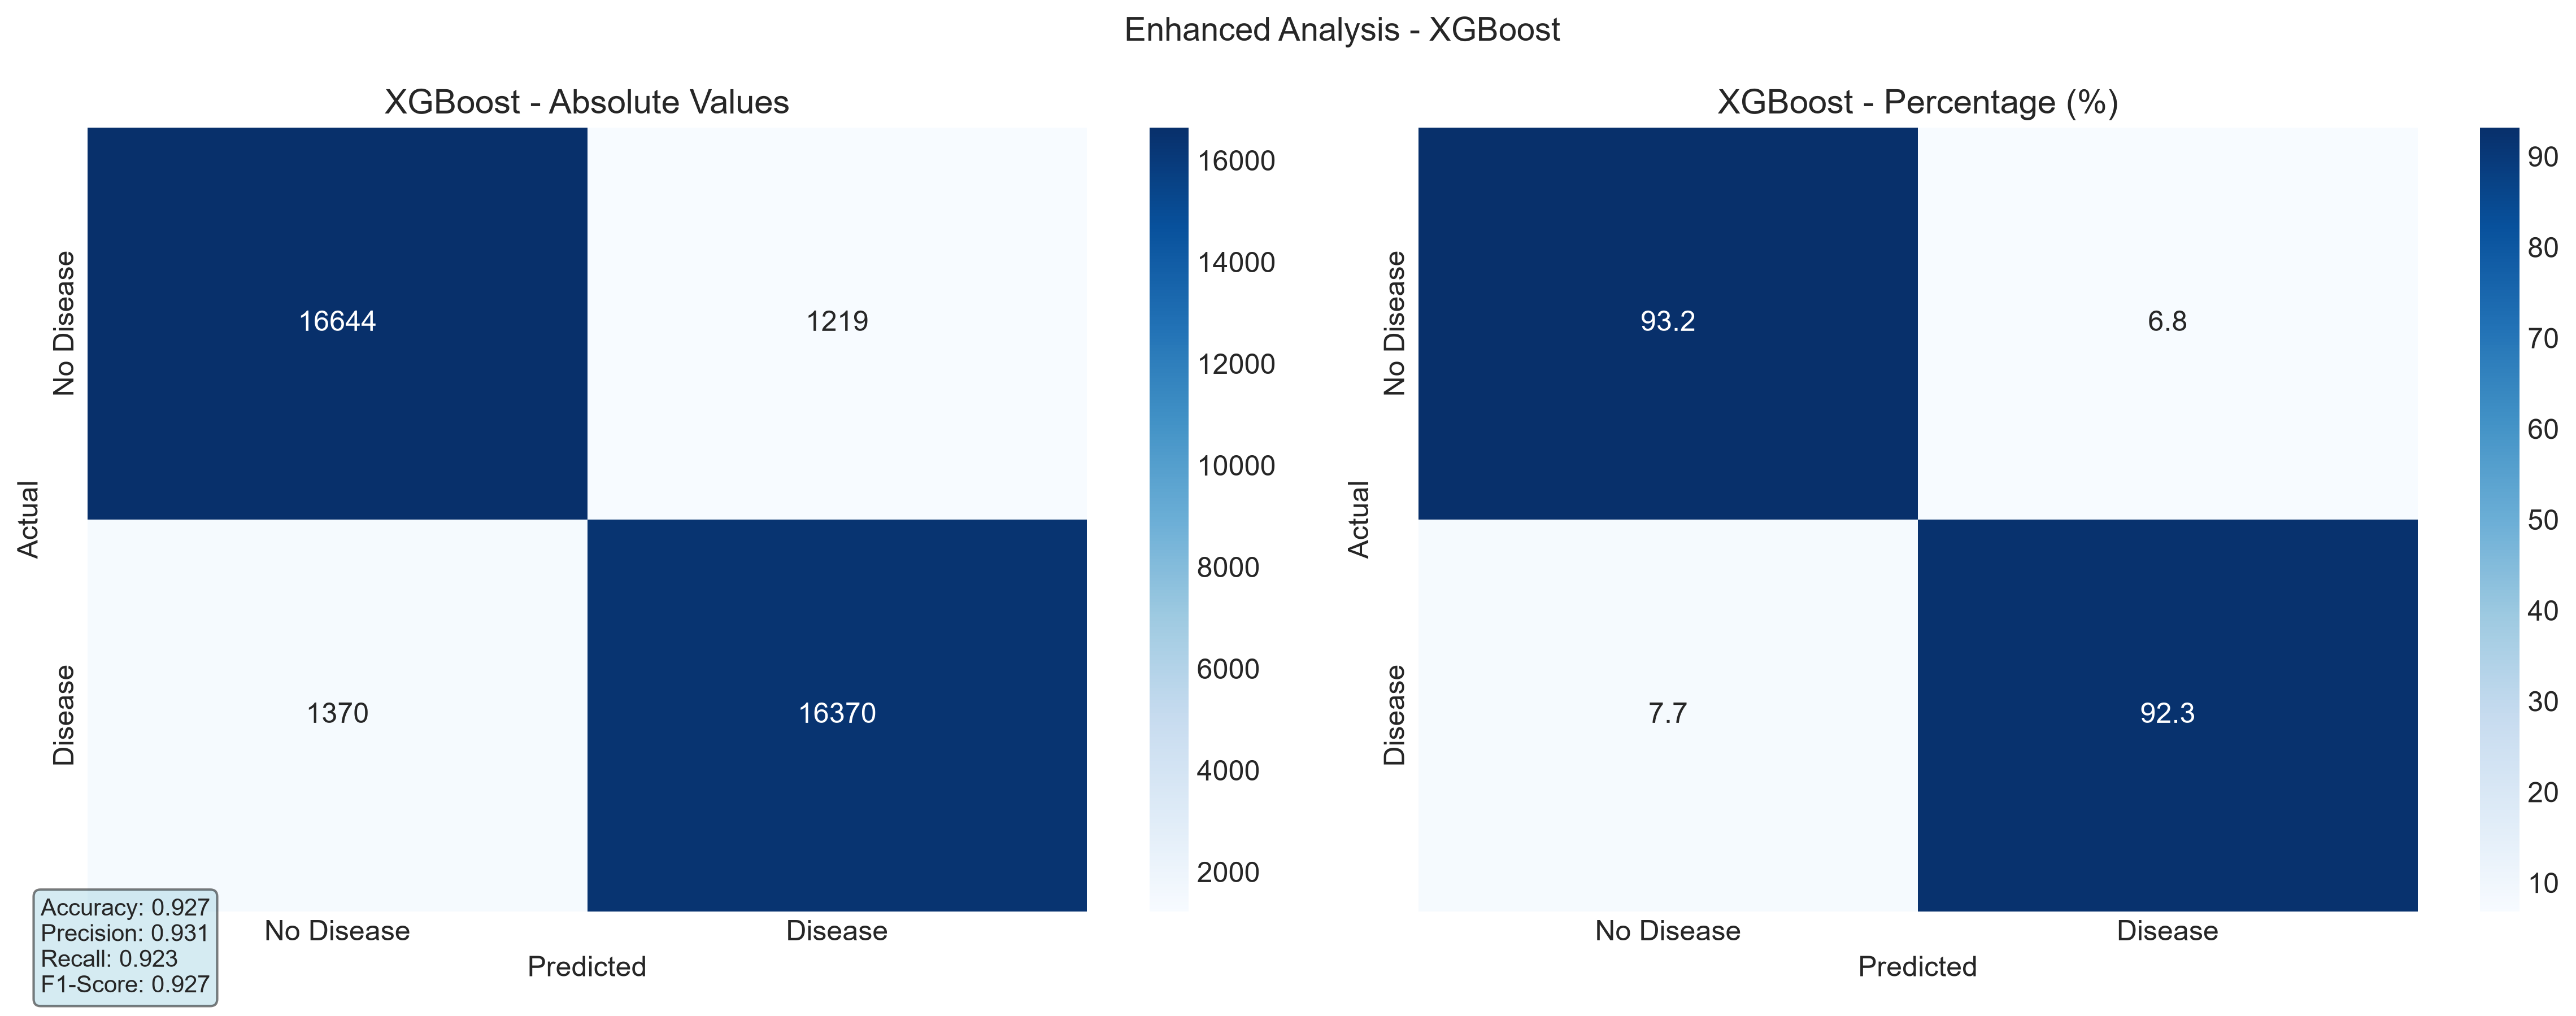 Enhanced Analysis - XGBoost
XGBoost - Absolute Values
No Disease
Disease
Actual
16644
1219
1370
16370
No Disease
Disease
Predicted
16000
14000
12000
10000
8000
6000
4000
2000
Accuracy: 0.927
Precision: 0.931
Recall: 0.923
F1-Score: 0.927
XGBoost - Percentage (%)
No Disease
Disease
Actual
93.2
6.8
7.7
92.3
No Disease
Disease
Predicted
90
80
70
60
50
40
30
20
10